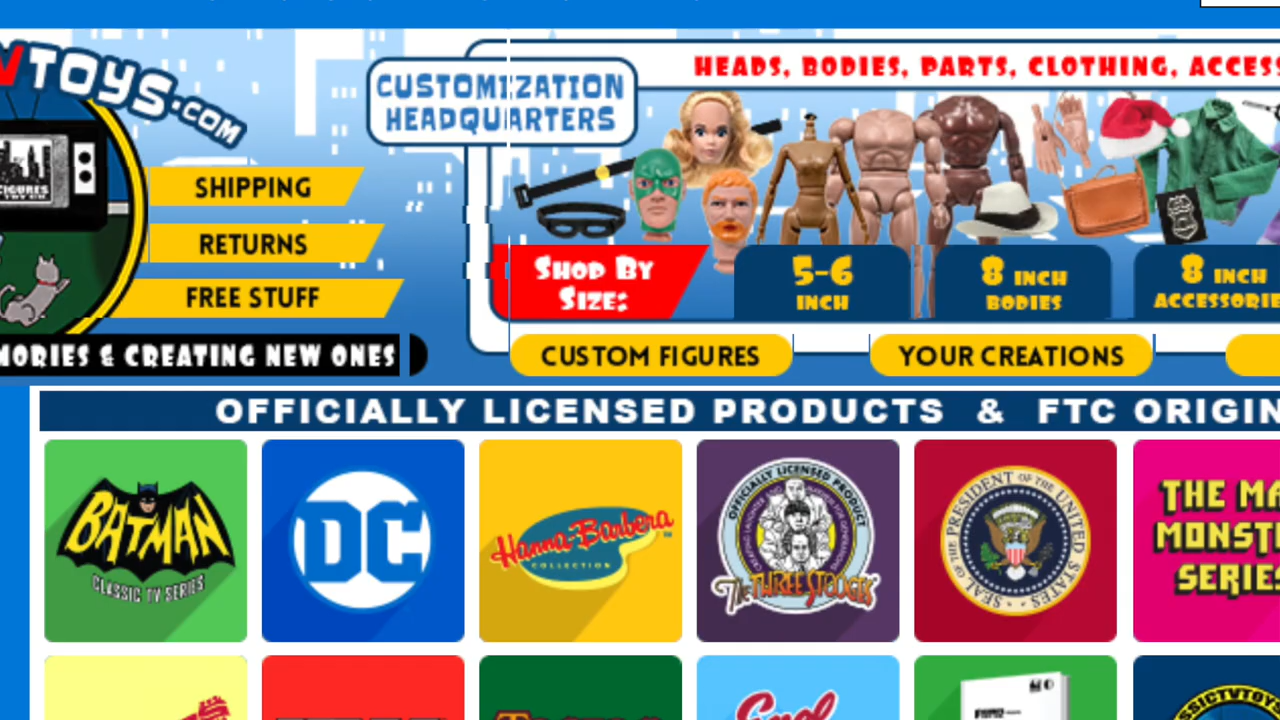 TOYS.COM
CUSTOMIZATION
HEADQUARTERS
HEADS, BODIES, PARTS, CLOTHING, ACCESS
SHIPPING
RETURNS
FREE STUFF
FIGURES
SHOP BY
SIZE:
5-6
INCH
8 INCH
BODIES
8 INCH
ACCESSORIE
MORIES & CREATING NEW ONES
CUSTOM FIGURES
YOUR CREATIONS
OFFICIALLY LICENSED PRODUCTS & FTC ORIGIN
BATMAN
CLASSIC TV SERIES
DC
Hanna-Barbera
COLLECTION
OFFICIALLY LICENSED PRODUCT
The THREE STOOGES
SEAL OF THE PRESIDENT OF THE UNITED STATES
THE MA
MONST
SERIES